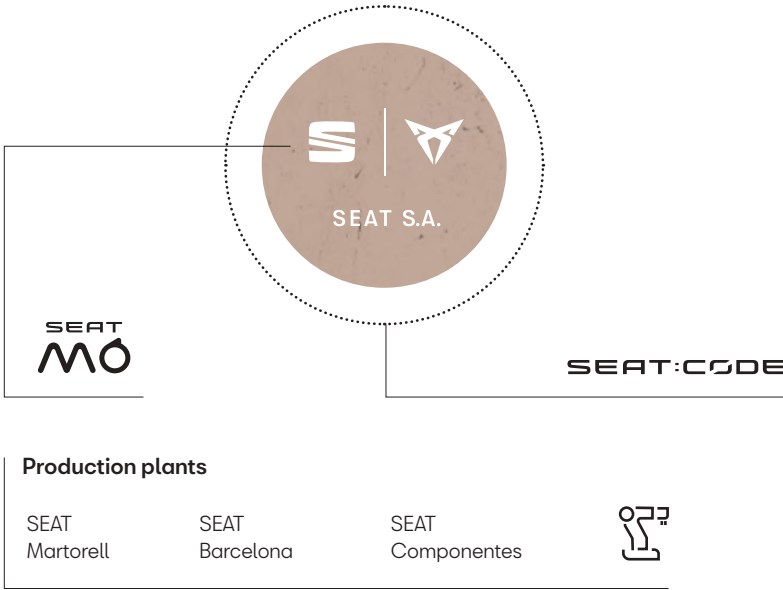 SEAT S.A.
SEAT
MÓ
SEAT:CODE
Production plants
SEAT
Martorell
SEAT
Barcelona
SEAT
Componentes